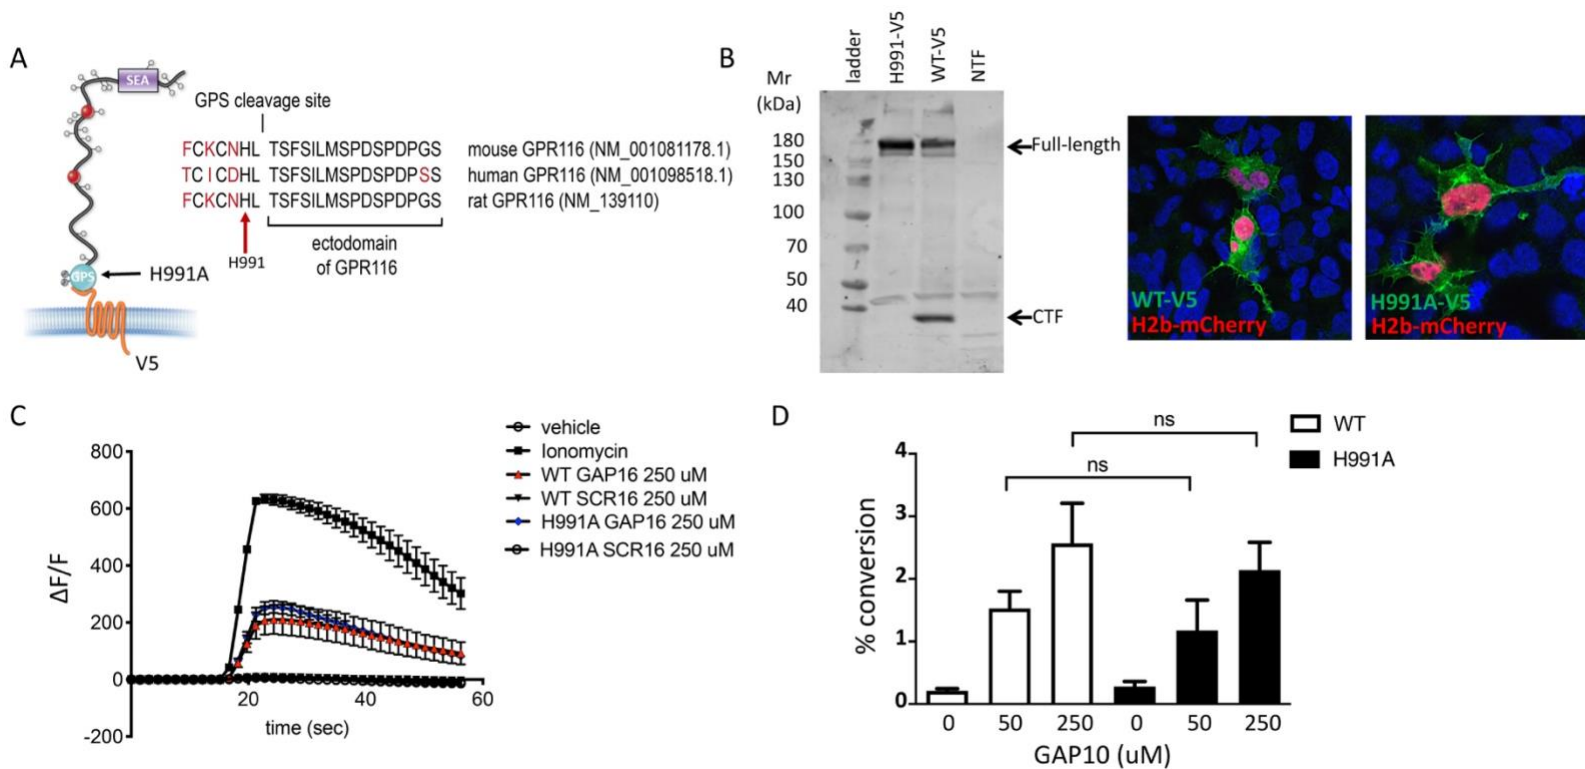 A
SEA
GPS cleavage site
FCKCNHL TSFSILMSPDSPDPGS mouse GPR116 (NM_001081178.1)
TCICDHL TSFSILMSPDSPDPSS human GPR116 (NM_001098518.1)
FCKCNHL TSFSILMSPDSPDPGS rat GPR116 (NM_139110)
H991
ectodomain
of GPR116
GPS
H991A
V5
B
Mr
(kDa)
ladder
H991-V5
WT-V5
NTF
180
150
130
100
70
50
40
Full-length
CTF
WT-V5
H2b-mCherry
H991A-V5
H2b-mCherry
C
ΔF/F
800
600
400
200
0
-200
20
40
60
time (sec)
vehicle
Ionomycin
WT GAP16 250 uM
WT SCR16 250 uM
H991A GAP16 250 uM
H991A SCR16 250 uM
D
% conversion
4
3
2
1
0
ns
ns
WT
H991A
0 50 250 0 50 250
GAP10 (uM)